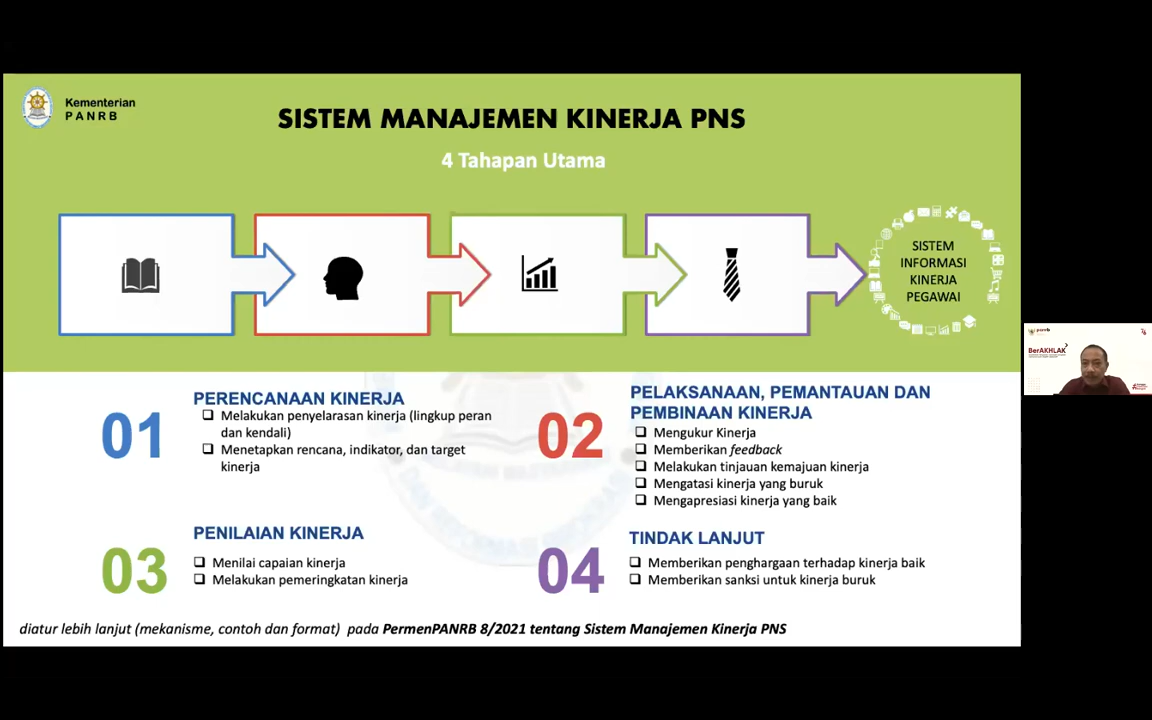 Kementerian
PANRB
SISTEM MANAJEMEN KINERJA PNS
4 Tahapan Utama
SISTEM
INFORMASI
KINERJA
PEGAWAI
01
PERENCANAAN KINERJA
❑ Melakukan penyelarasan kinerja (lingkup peran
dan kendali)
❑ Menetapkan rencana, indikator, dan target
kinerja
02
PELAKSANAAN, PEMANTAUAN DAN
PEMBINAAN KINERJA
❑ Mengukur Kinerja
❑ Memberikan feedback
❑ Melakukan tinjauan kemajuan kinerja
❑ Mengatasi kinerja yang buruk
❑ Mengapresiasi kinerja yang baik
03
PENILAIAN KINERJA
❑ Menilai capaian kinerja
❑ Melakukan pemeringkatan kinerja
04
TINDAK LANJUT
❑ Memberikan penghargaan terhadap kinerja baik
❑ Memberikan sanksi untuk kinerja buruk
diatur lebih lanjut (mekanisme, contoh dan format) pada PermenPANRB 8/2021 tentang Sistem Manajemen Kinerja PNS
panrb
BerAKHLAK